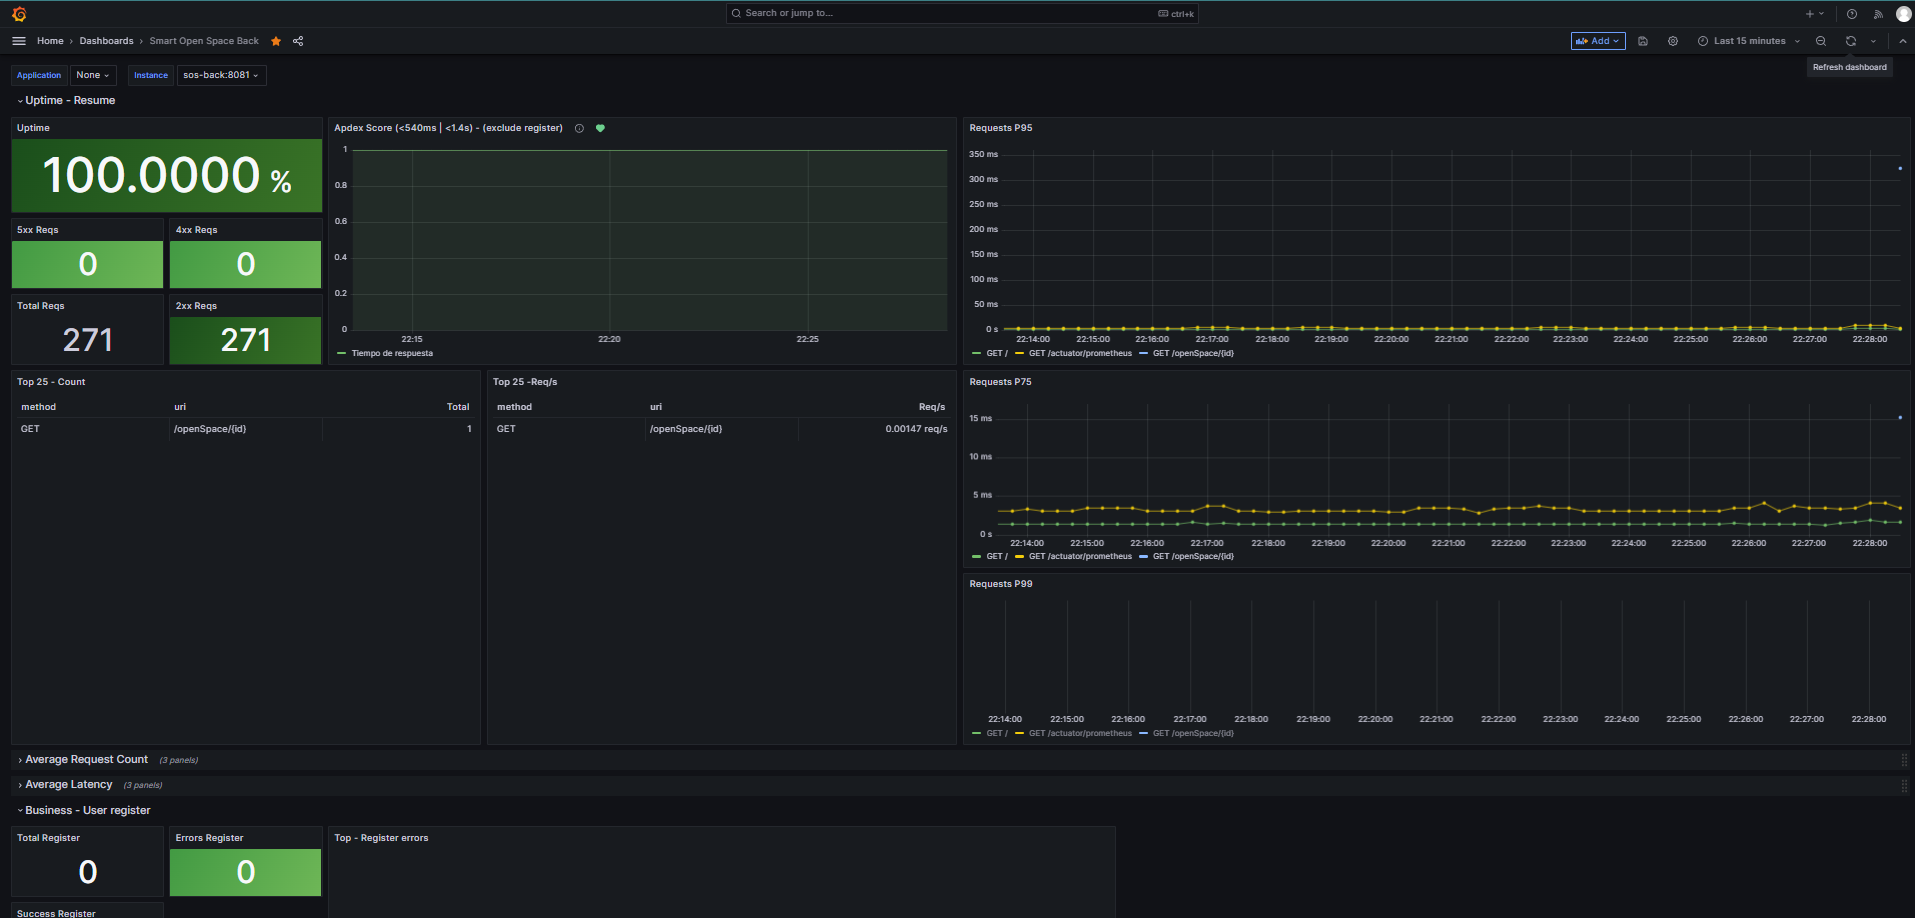 Search or jump to...
ctrl+k
Home › Dashboards › Smart Open Space Back
Add
Last 15 minutes
Refresh dashboard
Application None
Instance sos-back:8081
Uptime - Resume
Uptime
100.0000 %
5xx Reqs
0
4xx Reqs
0
Total Reqs
271
2xx Reqs
271
Apdex Score (<540ms | <1.4s) - (exclude register)
1
0.8
0.6
0.4
0.2
0
22:15 22:20 22:25
Tiempo de respuesta
Requests P95
350 ms
300 ms
250 ms
200 ms
150 ms
100 ms
50 ms
0 s
22:14:00 22:15:00 22:16:00 22:17:00 22:18:00 22:19:00 22:20:00 22:21:00 22:22:00 22:23:00 22:24:00 22:25:00 22:26:00 22:27:00 22:28:00
GET / GET /actuator/prometheus GET /openSpace/{id}
Top 25 - Count
method uri Total
GET /openSpace/{id} 1
Top 25 -Req/s
method uri Req/s
GET /openSpace/{id} 0.00147 req/s
Requests P75
15 ms
10 ms
5 ms
0 s
22:14:00 22:15:00 22:16:00 22:17:00 22:18:00 22:19:00 22:20:00 22:21:00 22:22:00 22:23:00 22:24:00 22:25:00 22:26:00 22:27:00 22:28:00
GET / GET /actuator/prometheus GET /openSpace/{id}
Requests P99
22:14:00 22:15:00 22:16:00 22:17:00 22:18:00 22:19:00 22:20:00 22:21:00 22:22:00 22:23:00 22:24:00 22:25:00 22:26:00 22:27:00 22:28:00
GET / GET /actuator/prometheus GET /openSpace/{id}
Average Request Count (3 panels)
Average Latency (3 panels)
Business - User register
Total Register
0
Errors Register
0
Top - Register errors
Success Register